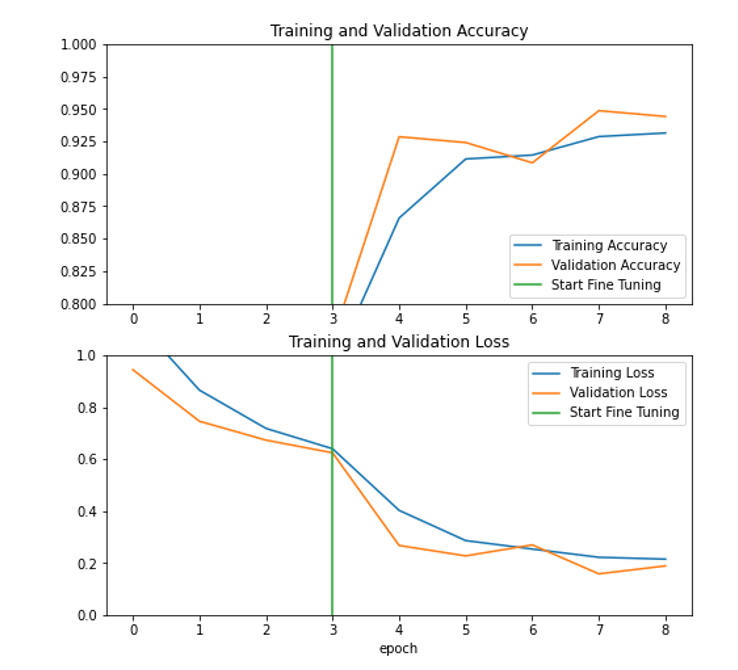 Training and Validation Accuracy
1.000
0.975
0.950
0.925
0.900
0.875
0.850
0.825
0.800
Training Accuracy
Validation Accuracy
Start Fine Tuning
0 1 2 3 4 5 6 7 8
Training and Validation Loss
1.0
0.8
0.6
0.4
0.2
0.0
Training Loss
Validation Loss
Start Fine Tuning
0 1 2 3 4 5 6 7 8
epoch